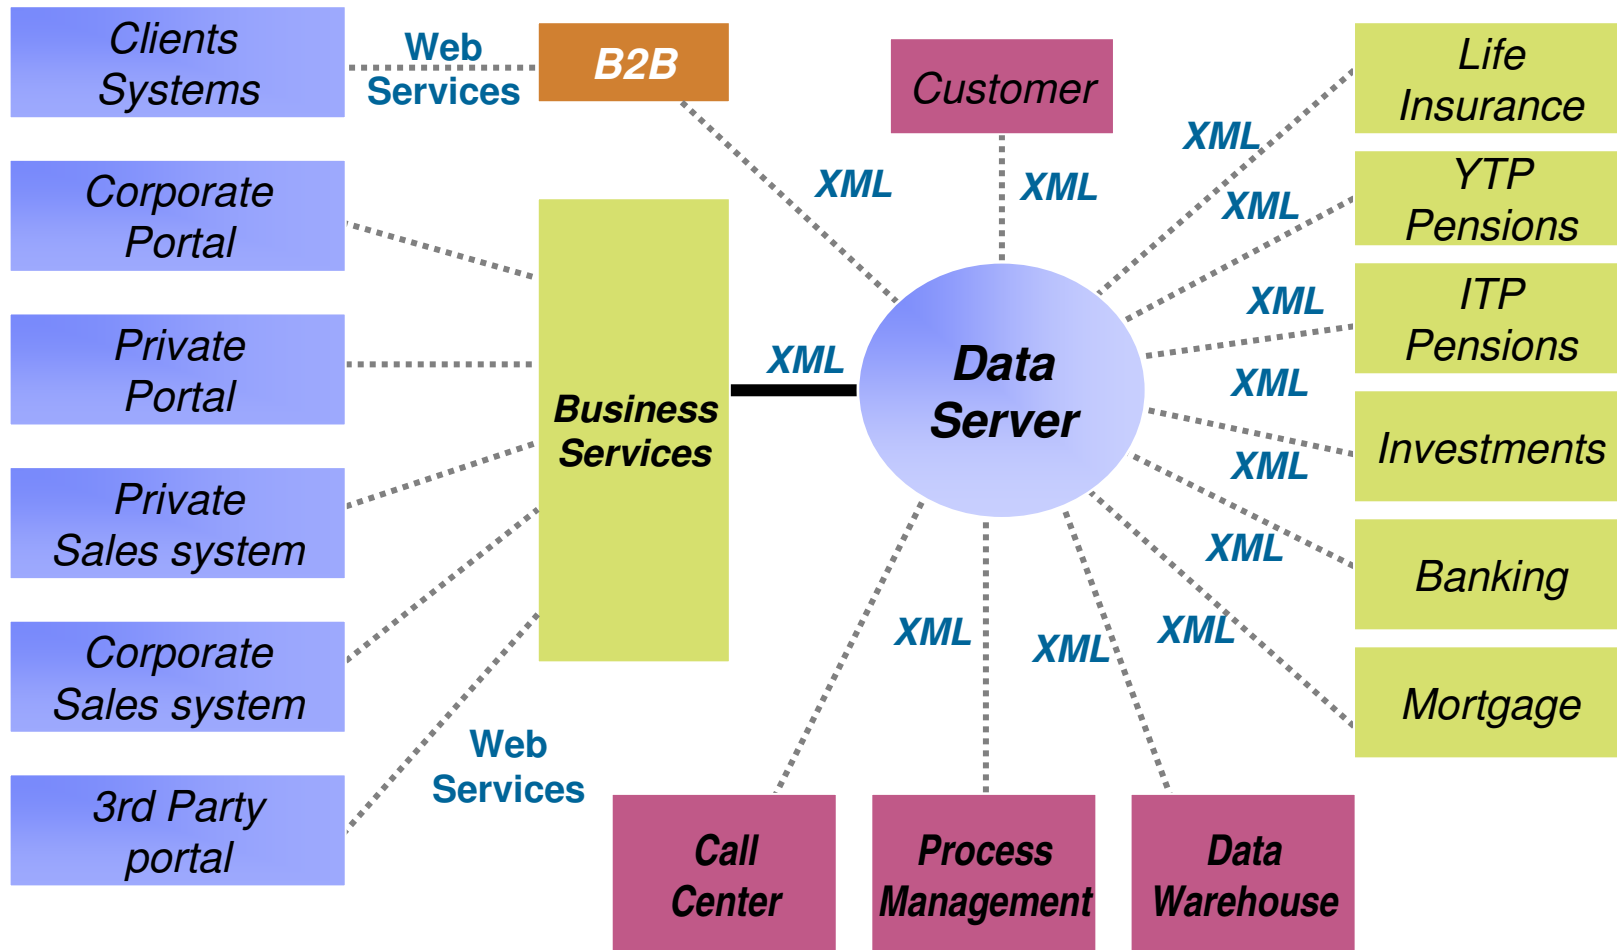 Clients
Systems
Web
Services
B2B
Customer
Life
Insurance
XML
XML
XML
XML
Corporate
Portal
YTP
Pensions
Private
Portal
XML
ITP
Pensions
XML
Data
Server
XML
Business
Services
Investments
XML
Private
Sales system
XML
Banking
Corporate
Sales system
XML
XML
XML
Mortgage
Web
Services
3rd Party
portal
Call
Center
Process
Management
Data
Warehouse